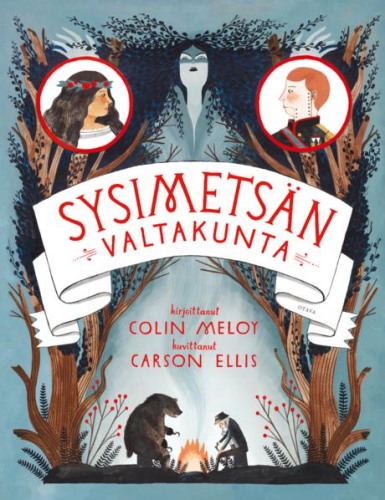 SYSIMETSÄN
VALTAKUNTA
OTAVA
kirjoittanut
COLIN MELOY
kuvittanut
CARSON ELLIS